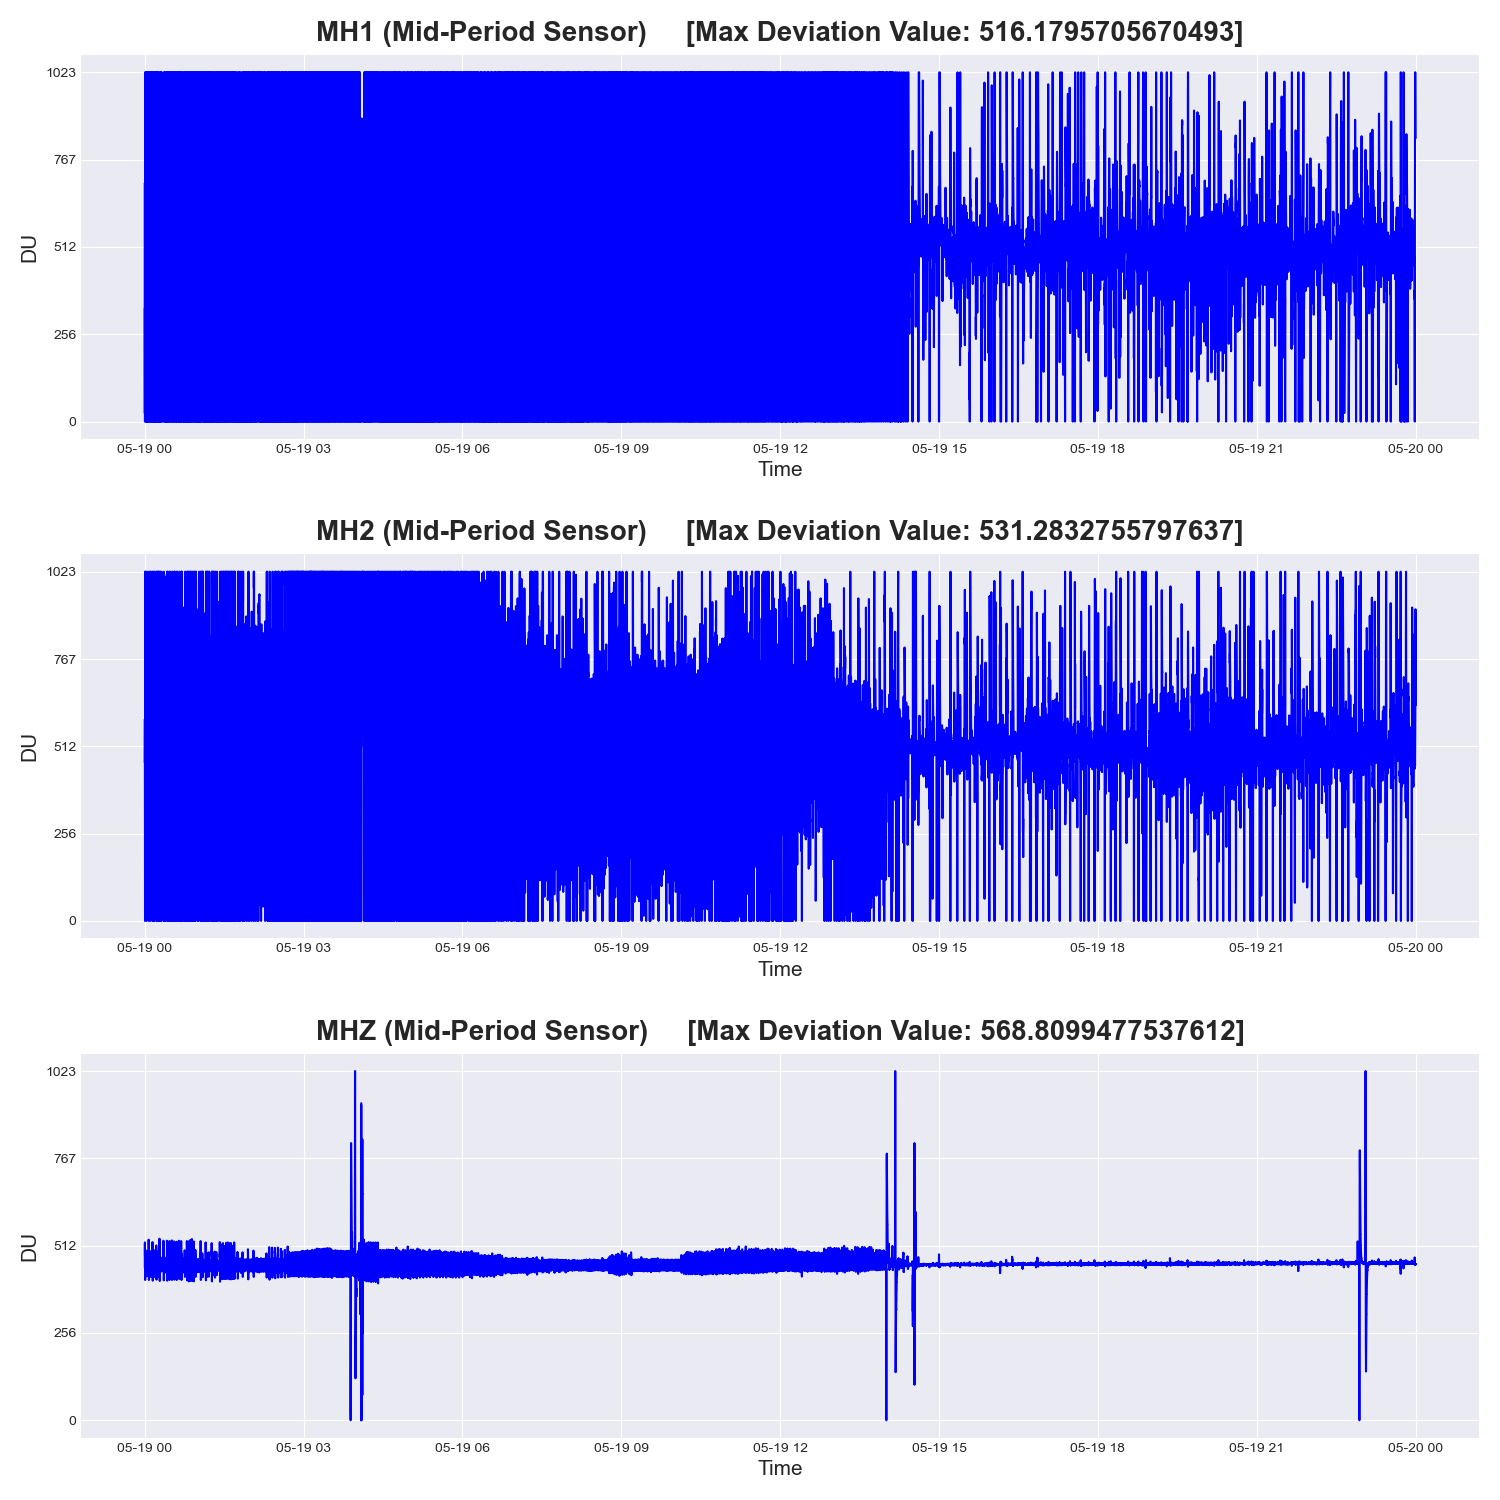 MH1 (Mid-Period Sensor) [Max Deviation Value: 516.1795705670493]
1023
767
512
256
0
DU
05-19 00 05-19 03 05-19 06 05-19 09 05-19 12 05-19 15 05-19 18 05-19 21 05-20 00
Time
MH2 (Mid-Period Sensor) [Max Deviation Value: 531.2832755797637]
1023
767
512
256
0
DU
05-19 00 05-19 03 05-19 06 05-19 09 05-19 12 05-19 15 05-19 18 05-19 21 05-20 00
Time
MHZ (Mid-Period Sensor) [Max Deviation Value: 568.8099477537612]
1023
767
512
256
0
DU
05-19 00 05-19 03 05-19 06 05-19 09 05-19 12 05-19 15 05-19 18 05-19 21 05-20 00
Time